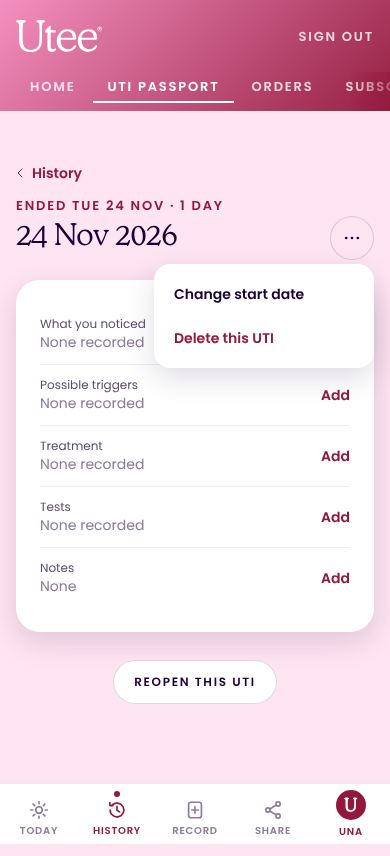 Utee®
SIGN OUT
HOME UTI PASSPORT ORDERS
History
ENDED TUE 24 NOV · 1 DAY
24 Nov 2026
Change start date
Delete this UTI
What you noticed
None recorded
Possible triggers
None recorded
Add
Treatment
None recorded
Add
Tests
None recorded
Add
Notes
None
Add
REOPEN THIS UTI
TODAY HISTORY RECORD SHARE U UNA